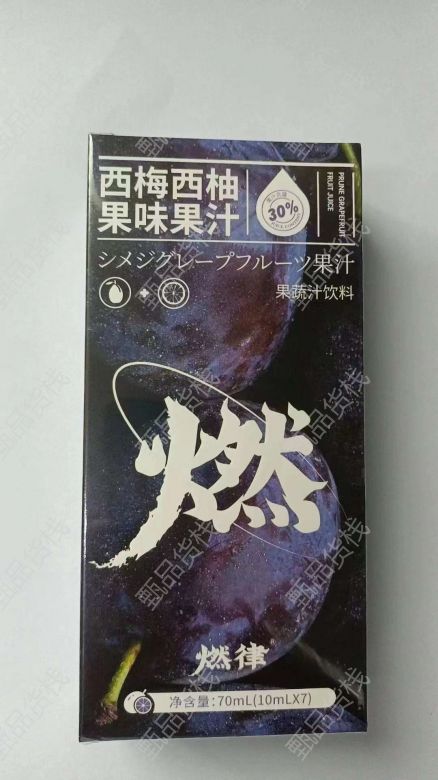 西梅西柚
果味果汁
30%
PRUNE GRAPEFRUIT
FRUIT JUICE
シメジグレープフルーツ果汁
果蔬汁饮料
燃
燃律
净含量:70mL(10mLX7)
甄品货栈